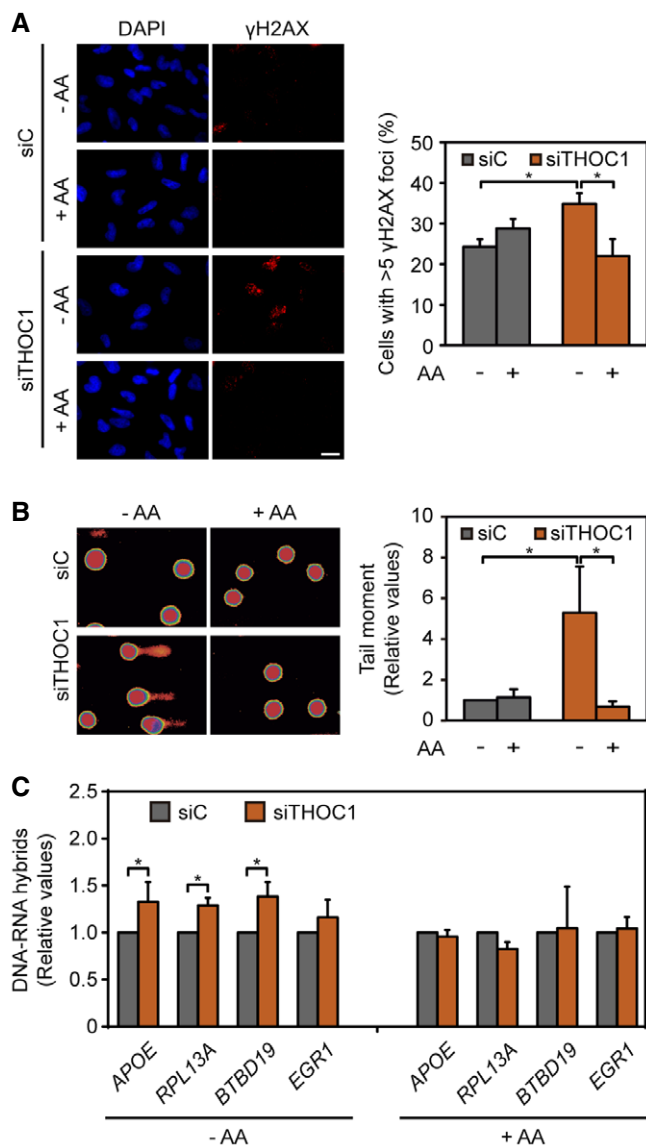 A
DAPI
γH2AX
siC
- AA
+ AA
siTHOC1
- AA
+ AA
Cells with >5 γH2AX foci (%)
50
40
30
20
10
0
siC
siTHOC1
*
*
AA
-
+
-
+
B
- AA
+ AA
siC
siTHOC1
Tail moment
(Relative values)
10
8
6
4
2
0
siC
siTHOC1
*
*
AA
-
+
-
+
C
DNA-RNA hybrids
(Relative values)
2.5
2.0
1.5
1.0
0.5
0
siC
siTHOC1
*
*
*
APOE
RPL13A
BTBD19
EGR1
APOE
RPL13A
BTBD19
EGR1
- AA
+ AA